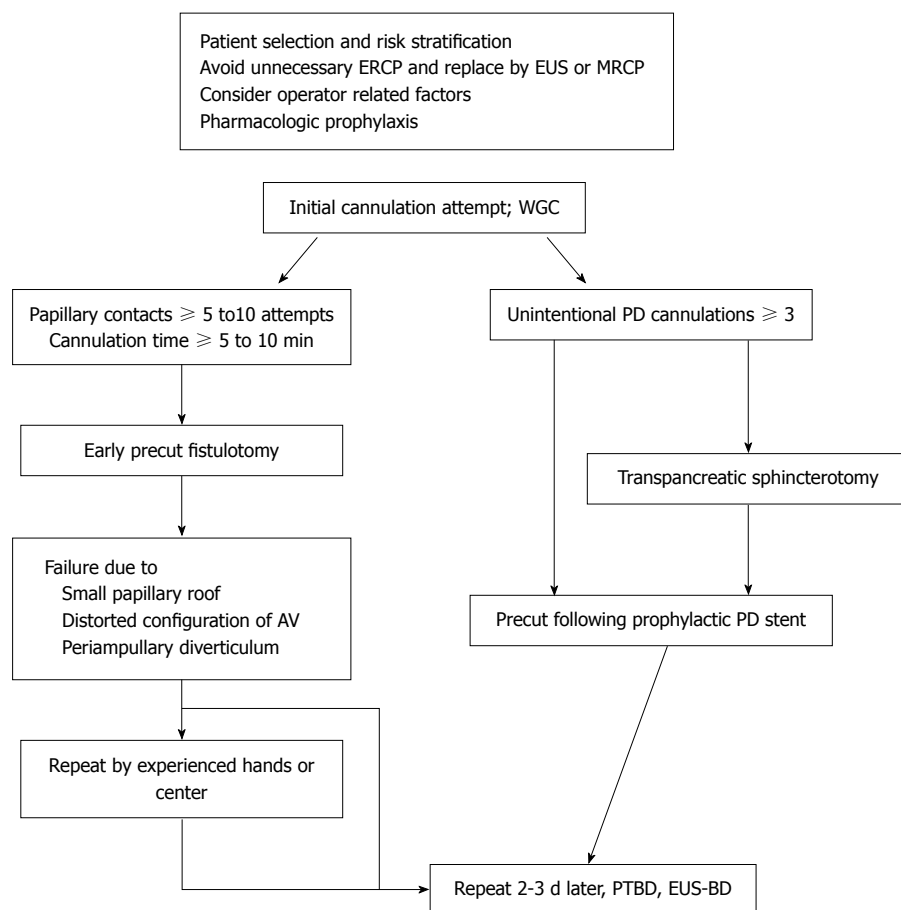 Patient selection and risk stratification
Avoid unnecessary ERCP and replace by EUS or MRCP
Consider operator related factors
Pharmacologic prophylaxis
Initial cannulation attempt; WGC
Papillary contacts ⩾ 5 to10 attempts
Cannulation time ⩾ 5 to 10 min
Unintentional PD cannulations ⩾ 3
Early precut fistulotomy
Transpancreatic sphincterotomy
Failure due to
Small papillary roof
Distorted configuration of AV
Periampullary diverticulum
Precut following prophylactic PD stent
Repeat by experienced hands or
center
Repeat 2-3 d later, PTBD, EUS-BD